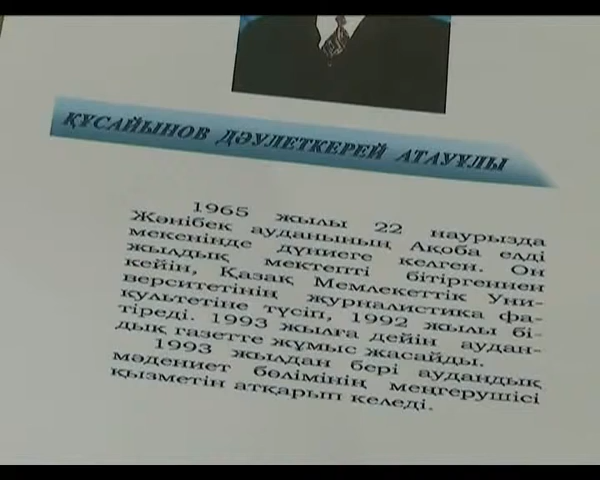 ҚҰСАЙЫНОВ ДӘУЛЕТКЕРЕЙ АТАУҰЛЫ
1965 жылы 22 наурызда
Жәнібек ауданының Ақоба елді
мекенінде дүниеге келген. Он
жылдық мектепті бітіргеннен
кейін, Қазақ Мемлекеттік Уни-
верситетінің журналистика фа-
культетіне түсіп, 1992 жылы бі-
тіреді. 1993 жылға дейін аудан-
дық газетте жұмыс жасайды.
1993 жылдан бері аудандық
мәдениет бөлімінің меңгерушісі
қызметін атқарып келеді.